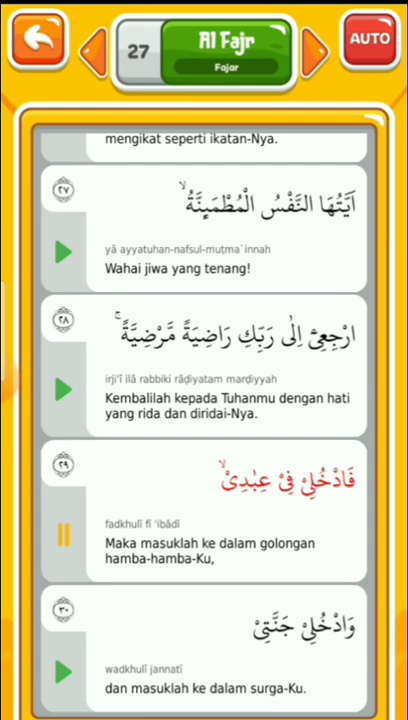 27
Al Fajr
Fajar
AUTO
mengikat seperti ikatan-Nya.
٢٧
يٰٓاَيَّتُهَا النَّفْسُ الْمُطْمَىِٕنَّةُۙ
yā ayyatuhan-nafsul-muṭma`innah
Wahai jiwa yang tenang!
٢٨
ارْجِعِيْٓ اِلٰى رَبِّكِ رَاضِيَةً مَّرْضِيَّةً ۚ
irji‘ī ilā rabbiki rāḍiyatam marḍiyyah
Kembalilah kepada Tuhanmu dengan hati
yang rida dan diridai-Nya.
٢٩
فَادْخُلِيْ فِيْ عِبٰدِيْۙ
fadkhulī fī ‘ibādī
Maka masuklah ke dalam golongan
hamba-hamba-Ku,
٣٠
وَادْخُلِيْ جَنَّتِيْ
wadkhulī jannatī
dan masuklah ke dalam surga-Ku.